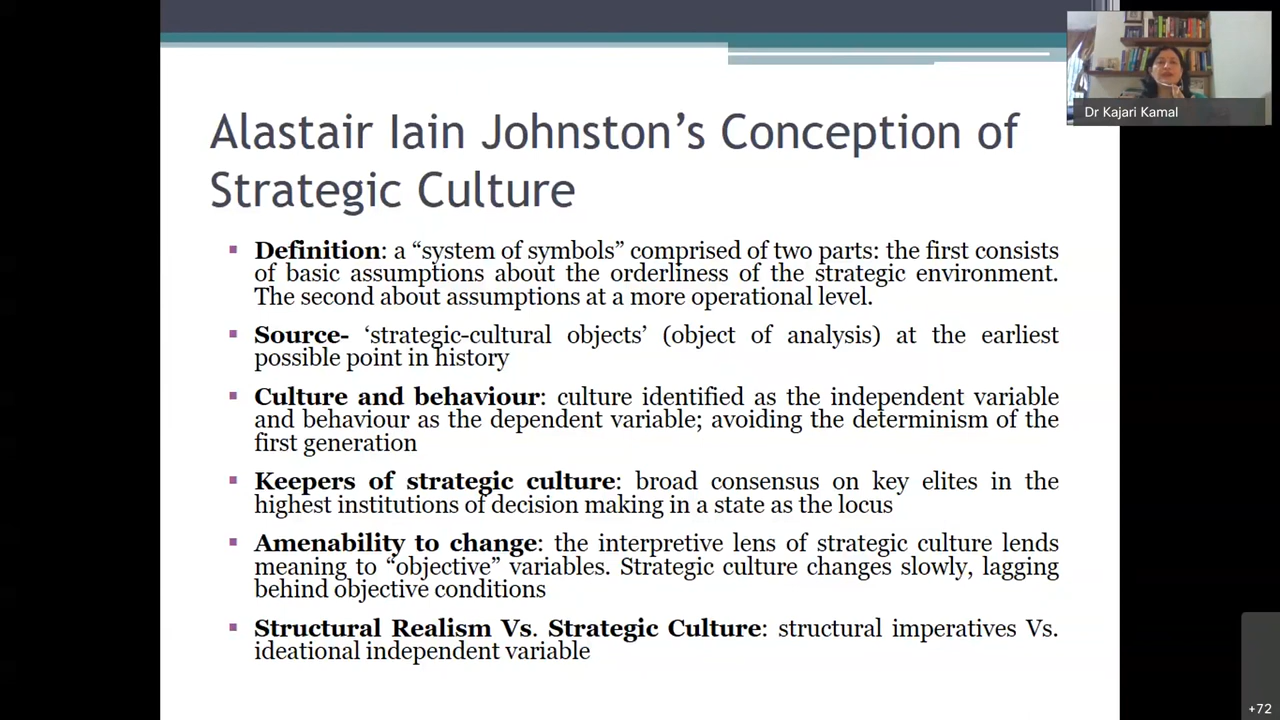 Dr Kajari Kamal
Alastair Iain Johnston's Conception of
Strategic Culture
▪ Definition: a “system of symbols” comprised of two parts: the first consists
of basic assumptions about the orderliness of the strategic environment.
The second about assumptions at a more operational level.
▪ Source- ‘strategic-cultural objects’ (object of analysis) at the earliest
possible point in history
▪ Culture and behaviour: culture identified as the independent variable
and behaviour as the dependent variable; avoiding the determinism of the
first generation
▪ Keepers of strategic culture: broad consensus on key elites in the
highest institutions of decision making in a state as the locus
▪ Amenability to change: the interpretive lens of strategic culture lends
meaning to “objective” variables. Strategic culture changes slowly, lagging
behind objective conditions
▪ Structural Realism Vs. Strategic Culture: structural imperatives Vs.
ideational independent variable
+72